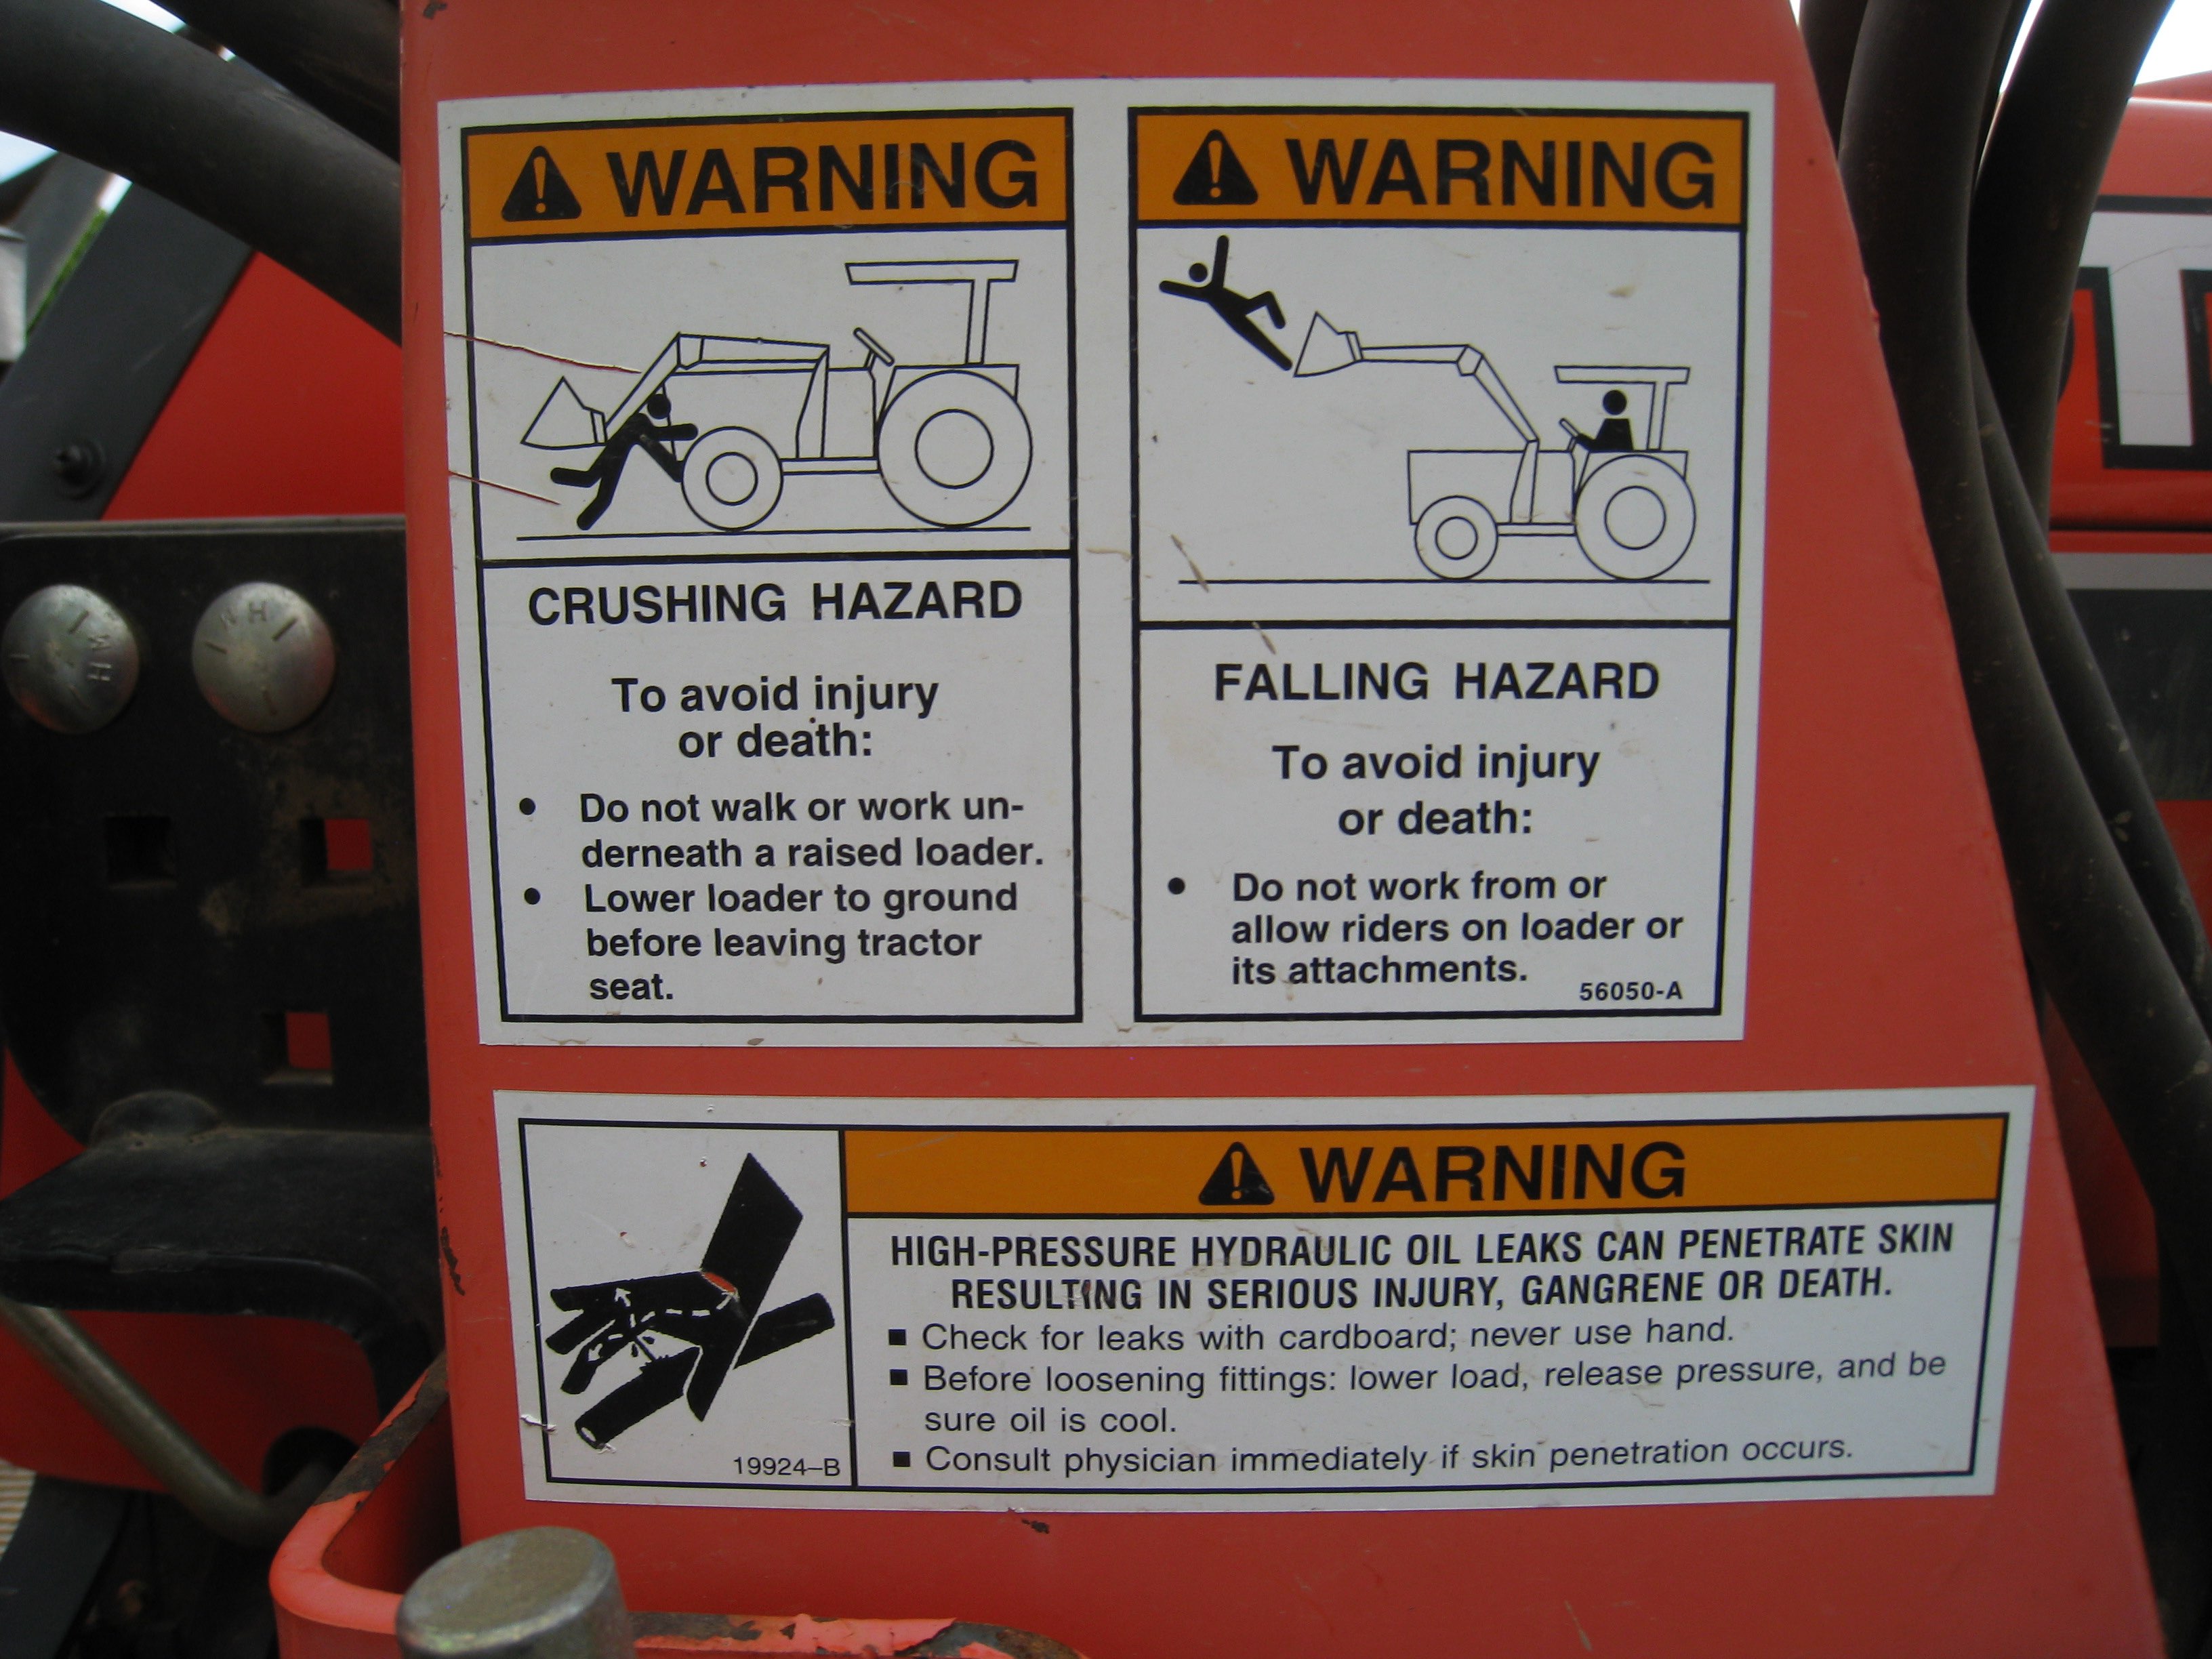 WARNING
CRUSHING HAZARD
To avoid injury
or death:
• Do not walk or work un-
derneath a raised loader.
• Lower loader to ground
before leaving tractor
seat.
WARNING
FALLING HAZARD
To avoid injury
or death:
• Do not work from or
allow riders on loader or
its attachments.
56050-A
19924–B
WARNING
HIGH-PRESSURE HYDRAULIC OIL LEAKS CAN PENETRATE SKIN
RESULTING IN SERIOUS INJURY, GANGRENE OR DEATH.
■ Check for leaks with cardboard; never use hand.
■ Before loosening fittings: lower load, release pressure, and be
sure oil is cool.
■ Consult physician immediately if skin penetration occurs.